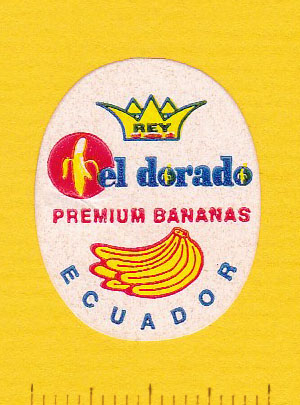 REY
el dorado
PREMIUM BANANAS
ECUADOR